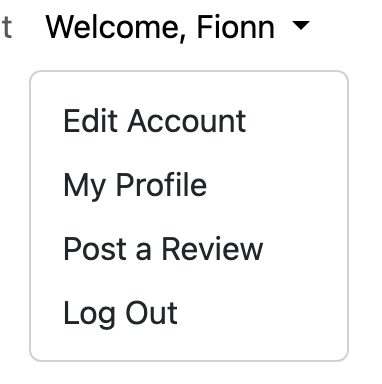 t Welcome, Fionn
Edit Account
My Profile
Post a Review
Log Out